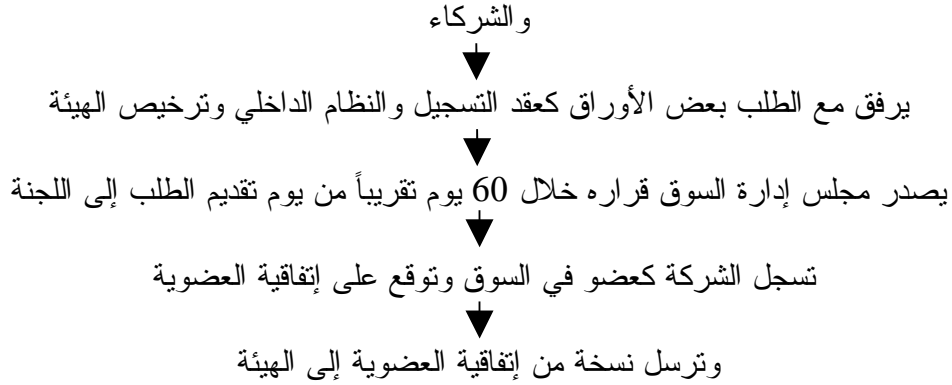 والشركاء
يرفق مع الطلب بعض الأوراق كعقد التسجيل والنظام الداخلي وترخيص الهيئة
يصدر مجلس إدارة السوق قراره خلال 60 يوم تقريباً من يوم تقديم الطلب إلى اللجنة
تسجل الشركة كعضو في السوق وتوقع على إتفاقية العضوية
وترسل نسخة من إتفاقية العضوية إلى الهيئة